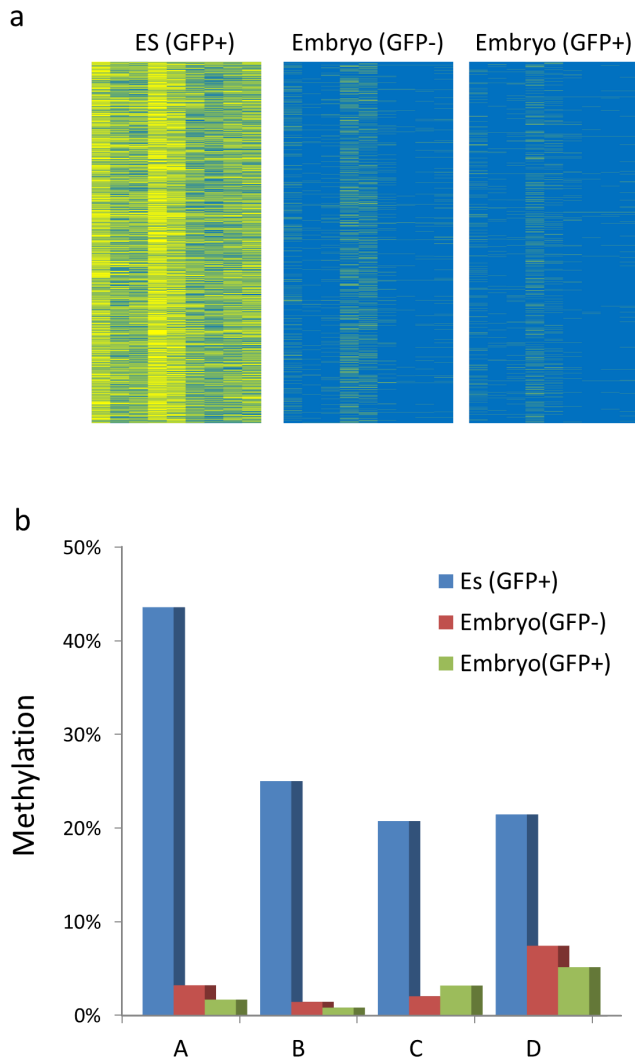 a
ES (GFP+)
Embryo (GFP-)
Embryo (GFP+)
b
50%
40%
30%
20%
10%
0%
Methylation
Es (GFP+)
Embryo(GFP-)
Embryo(GFP+)
A
B
C
D